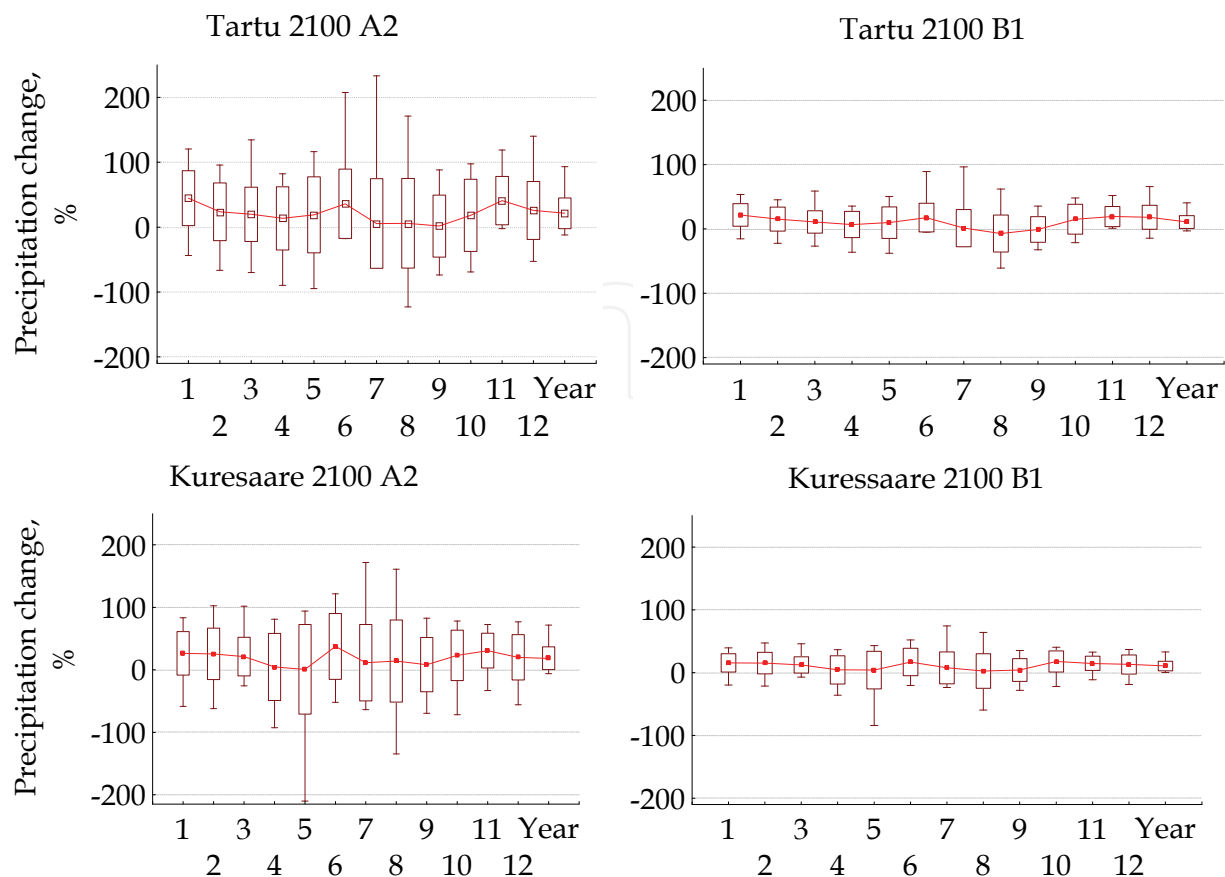 Tartu 2100 A2
Precipitation change,
%
200
100
0
-100
-200
1 3 5 7 9 11 Year
2 4 6 8 10 12
Tartu 2100 B1
200
100
0
-100
-200
1 3 5 7 9 11 Year
2 4 6 8 10 12
Kuresaare 2100 A2
Precipitation change,
%
200
100
0
-100
-200
1 3 5 7 9 11 Year
2 4 6 8 10 12
Kuressaare 2100 B1
200
100
0
-100
-200
1 3 5 7 9 11 Year
2 4 6 8 10 12